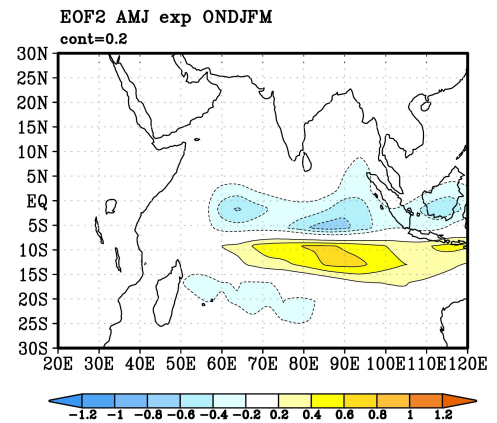 EOF2 AMJ exp ONDJFM
cont=0.2
30N
25N
20N
15N
10N
5N
EQ
5S
10S
15S
20S
25S
30S
20E 30E 40E 50E 60E 70E 80E 90E 100E 110E 120E
-1.2 -1 -0.8 -0.6 -0.4 -0.2 0.2 0.4 0.6 0.8 1 1.2